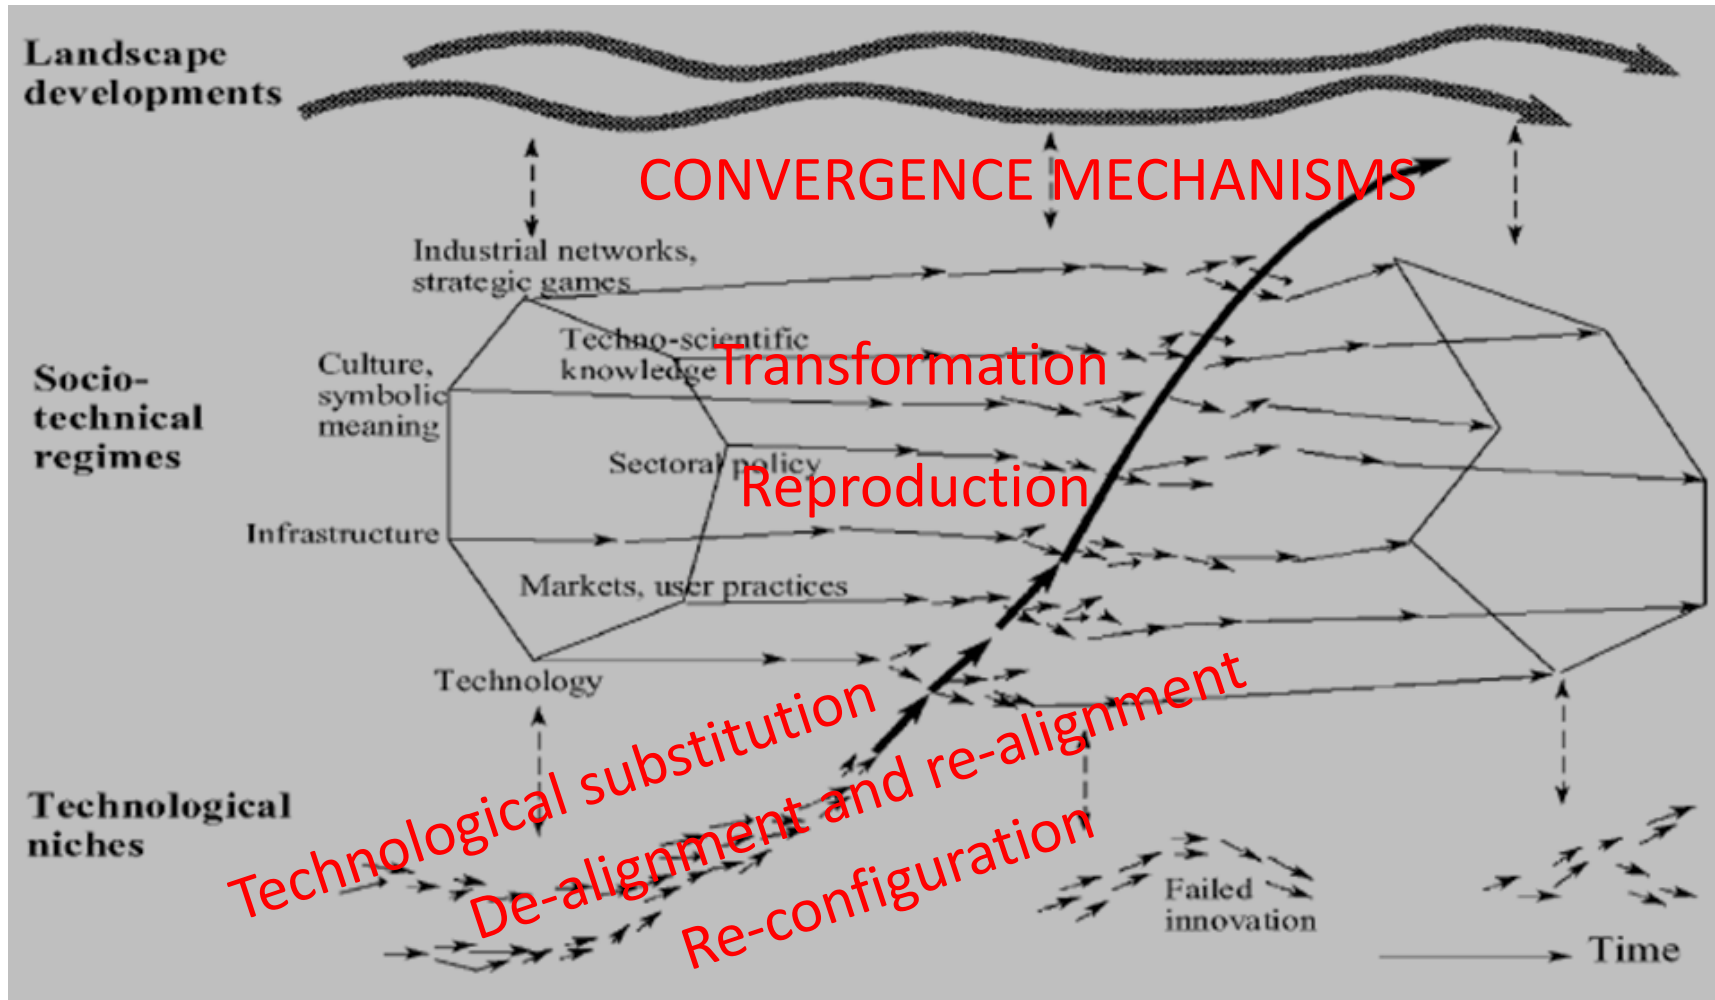 Landscape
developments
CONVERGENCE MECHANISMS
Industrial networks,
strategic games
Techno-scientific
knowledge
Transformation
Culture,
symbolic
meaning
Socio-
technical
regimes
Sectoral policy
Reproduction
Infrastructure
Markets, user practices
Technology
Technological substitution
De-alignment and re-alignment
Re-configuration
Technological
niches
Failed
innovation
Time